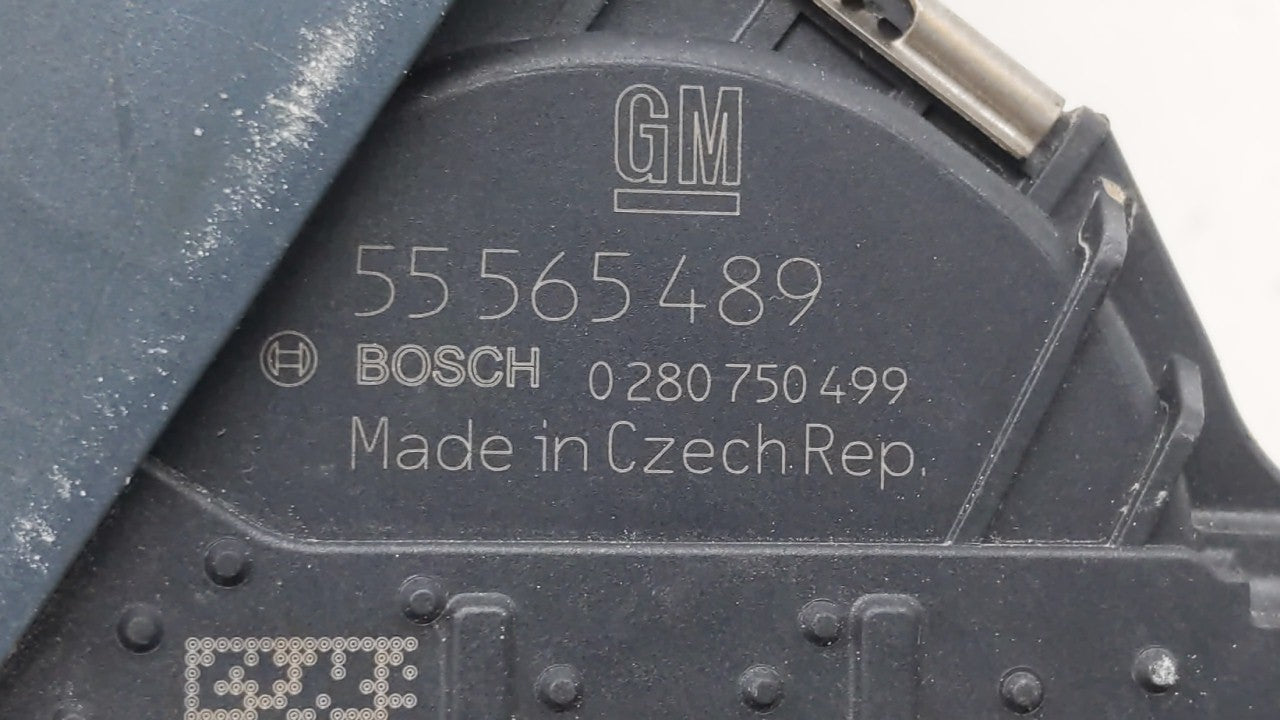 GM
55 565 489
BOSCH 0 280 750 499
Made in Czech Rep.